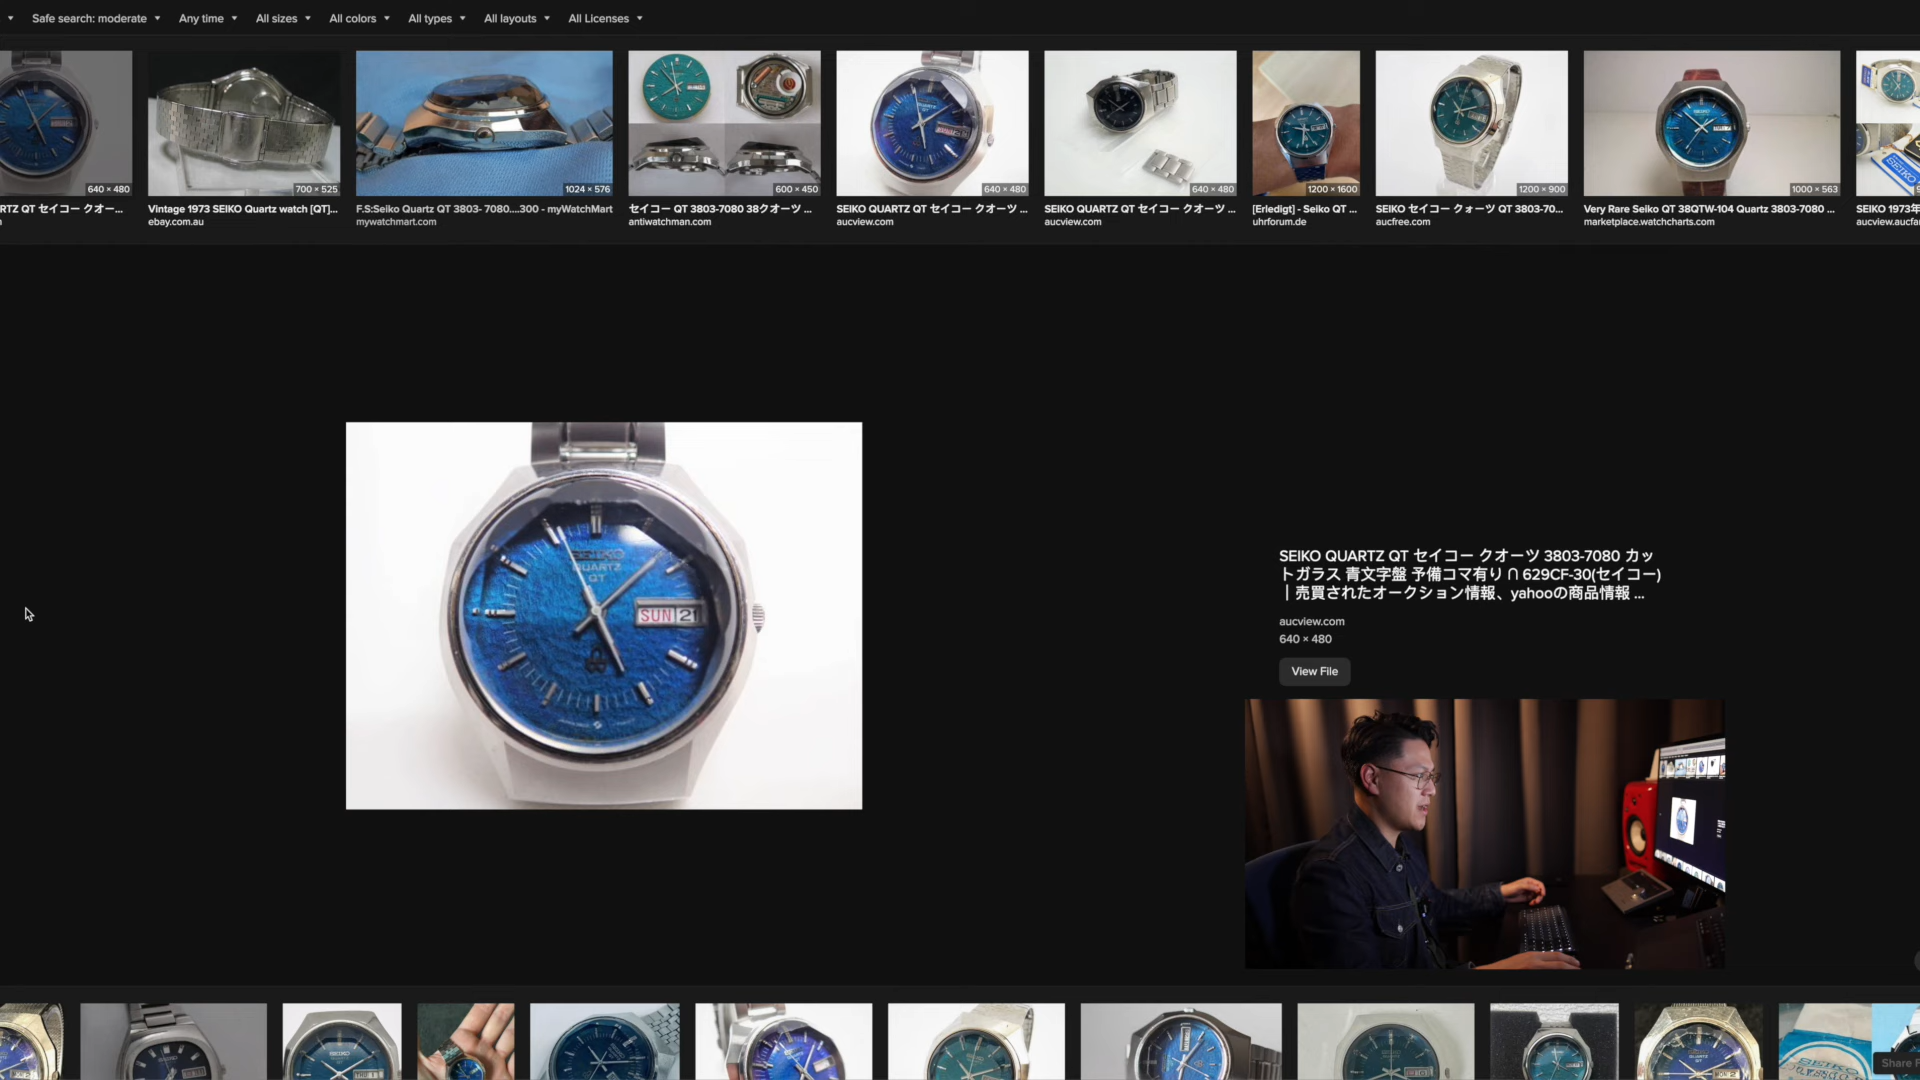 Safe search: moderate
Any time
All sizes
All colors
All types
All layouts
All Licenses
640 × 480
700 × 525
1024 × 576
600 × 450
640 × 480
640 × 480
1200 × 1600
1200 × 900
1000 × 563
RTZ QT セイコー クオー...
Vintage 1973 SEIKO Quartz watch [QT]...
ebay.com.au
F.S:Seiko Quartz QT 3803- 7080....300 - myWatchMart
mywatchmart.com
セイコー QT 3803-7080 38クオーツ ...
antiwatchman.com
SEIKO QUARTZ QT セイコー クオーツ ...
aucview.com
SEIKO QUARTZ QT セイコー クオーツ ...
aucview.com
[Erledigt] - Seiko QT ...
uhrforum.de
SEIKO セイコー クォーツ QT 3803-70...
aucfree.com
Very Rare Seiko QT 38QTW-104 Quartz 3803-7080 ...
marketplace.watchcharts.com
SEIKO 1973年
aucview.aucfa
SEIKO
QUARTZ
QT
SUN 21
SEIKO QUARTZ QT セイコー クオーツ 3803-7080 カッ
トガラス 青文字盤 予備コマ有り ∩ 629CF-30(セイコー)
｜売買されたオークション情報、yahooの商品情報 ...
aucview.com
640 × 480
View File
SEIKO
Share F